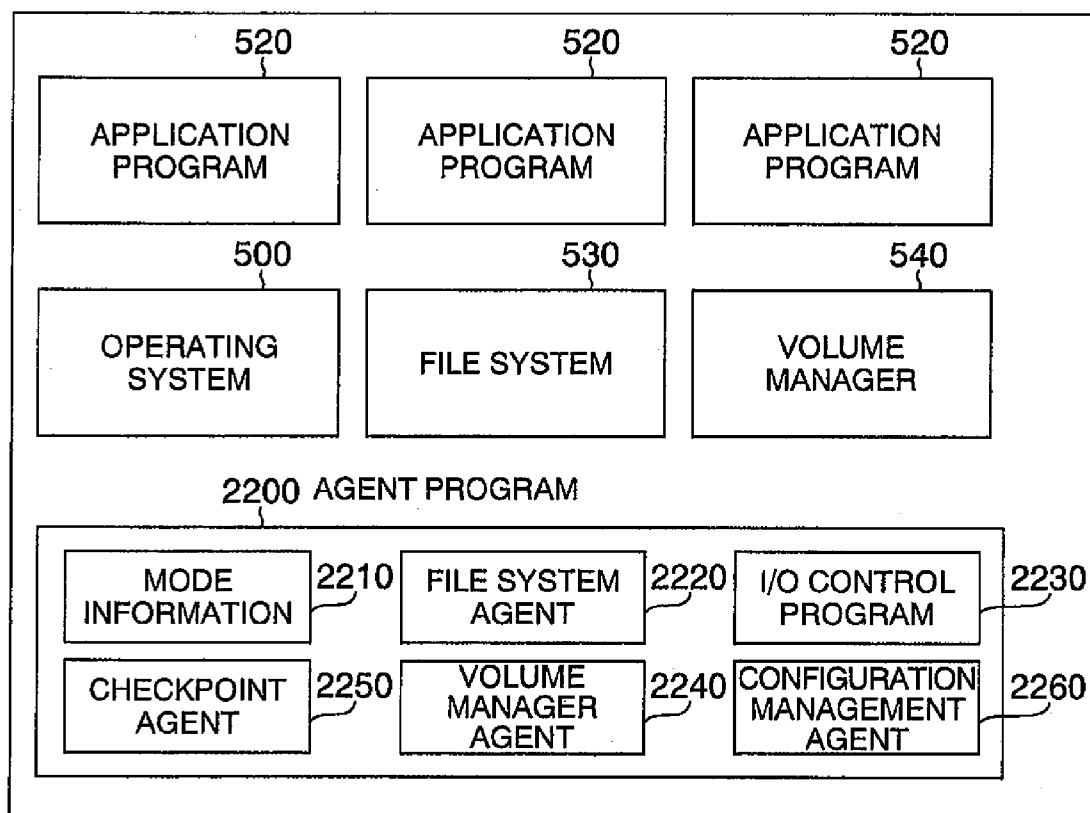 520 520 520
APPLICATION PROGRAM
APPLICATION PROGRAM
APPLICATION PROGRAM
500 530 540
OPERATING SYSTEM
FILE SYSTEM
VOLUME MANAGER
2200 AGENT PROGRAM
MODE INFORMATION 2210
FILE SYSTEM AGENT 2220
I/O CONTROL PROGRAM 2230
CHECKPOINT AGENT 2250
VOLUME MANAGER AGENT 2240
CONFIGURATION MANAGEMENT AGENT 2260